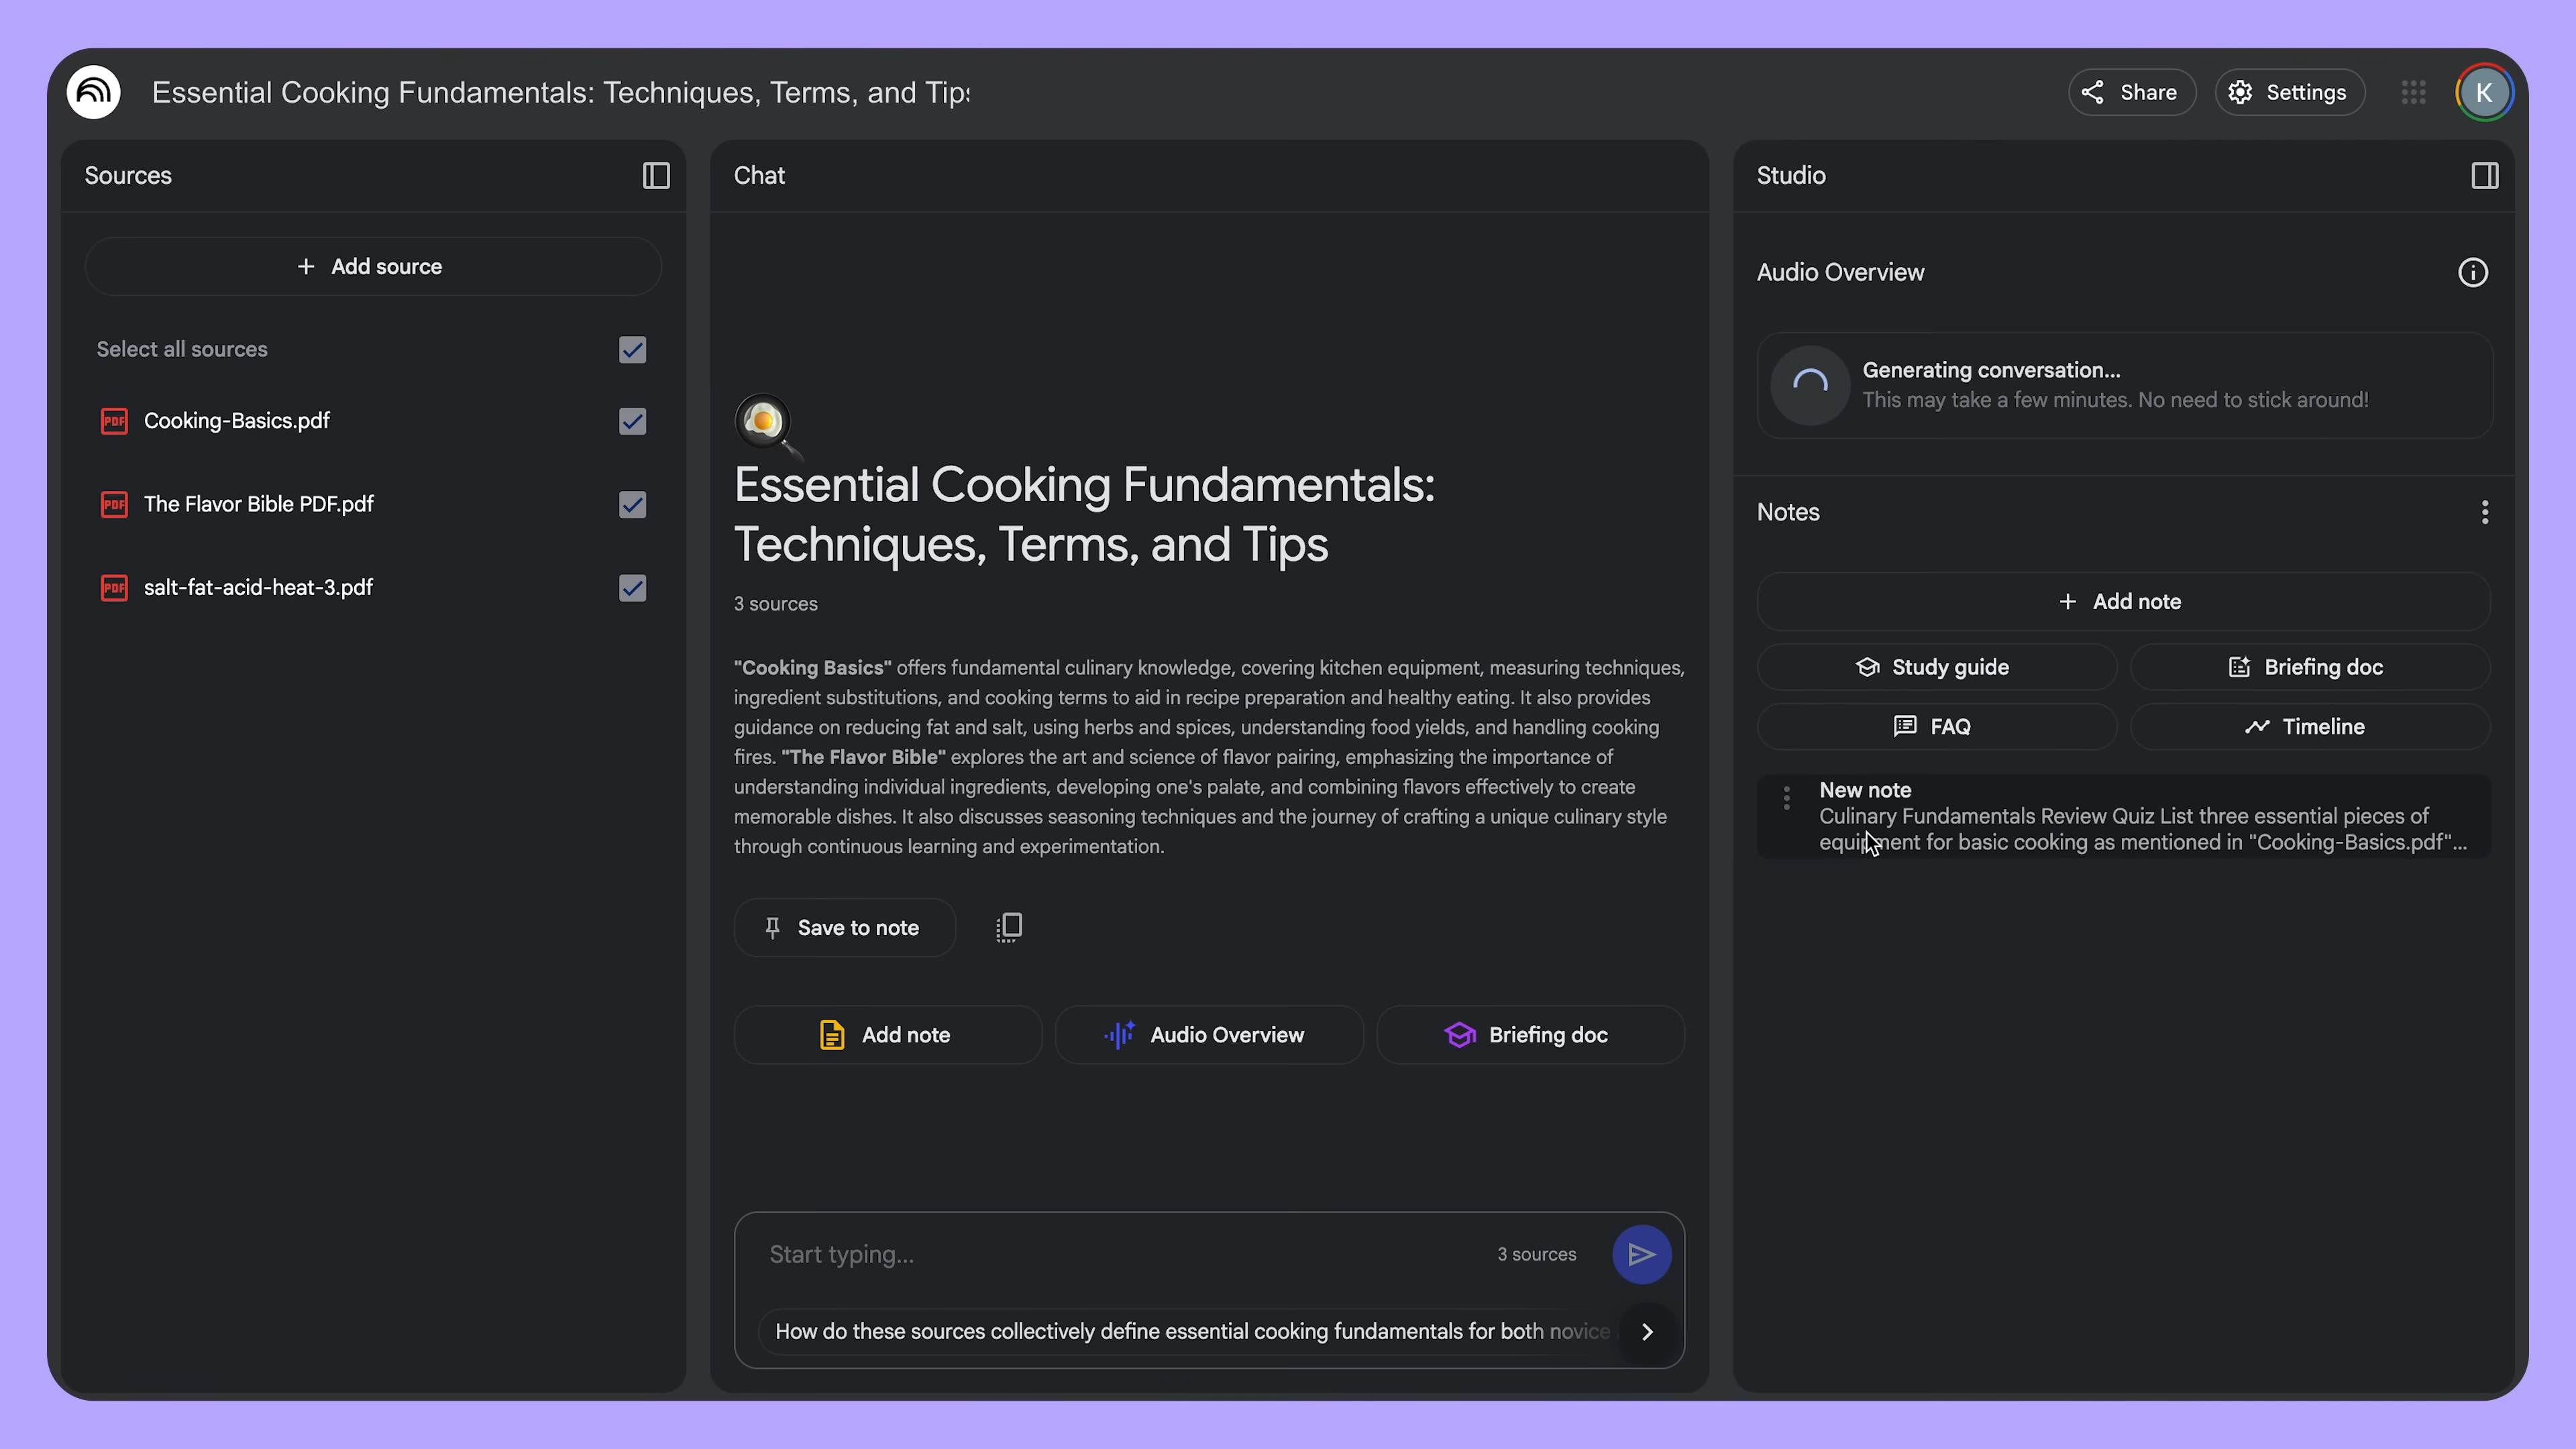 Essential Cooking Fundamentals: Techniques, Terms, and Tips
Share
Settings
K
Sources
Add source
Select all sources
PDF Cooking-Basics.pdf
PDF The Flavor Bible PDF.pdf
PDF salt-fat-acid-heat-3.pdf
Chat
Essential Cooking Fundamentals:
Techniques, Terms, and Tips
3 sources
"Cooking Basics" offers fundamental culinary knowledge, covering kitchen equipment, measuring techniques,
ingredient substitutions, and cooking terms to aid in recipe preparation and healthy eating. It also provides
guidance on reducing fat and salt, using herbs and spices, understanding food yields, and handling cooking
fires. "The Flavor Bible" explores the art and science of flavor pairing, emphasizing the importance of
understanding individual ingredients, developing one's palate, and combining flavors effectively to create
memorable dishes. It also discusses seasoning techniques and the journey of crafting a unique culinary style
through continuous learning and experimentation.
Save to note
Add note
Audio Overview
Briefing doc
Start typing...
3 sources
How do these sources collectively define essential cooking fundamentals for both novice
Studio
Audio Overview
Generating conversation...
This may take a few minutes. No need to stick around!
Notes
Add note
Study guide
Briefing doc
FAQ
Timeline
New note
Culinary Fundamentals Review Quiz List three essential pieces of
equipment for basic cooking as mentioned in "Cooking-Basics.pdf"...